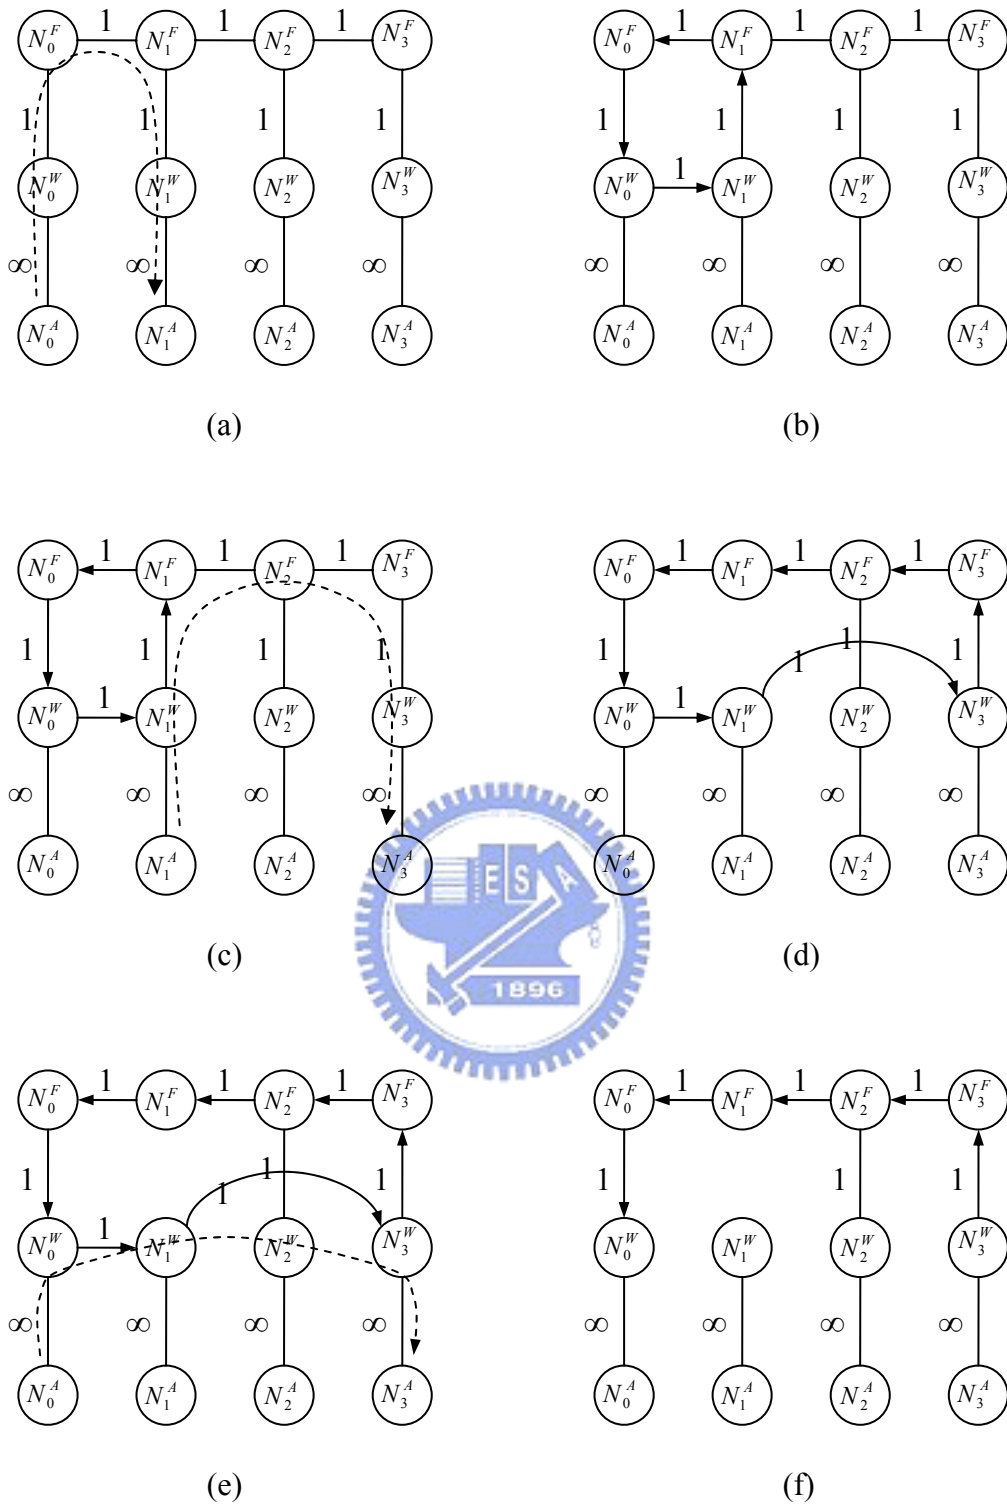 1 1 1
N_0^F N_1^F N_2^F N_3^F
1 1 1 1
N_0^W N_1^W N_2^W N_3^W
∞ ∞ ∞ ∞
N_0^A N_1^A N_2^A N_3^A
(a)
1 1 1
N_0^F N_1^F N_2^F N_3^F
1 1 1 1
1
N_0^W N_1^W N_2^W N_3^W
∞ ∞ ∞ ∞
N_0^A N_1^A N_2^A N_3^A
(b)
1 1 1
N_0^F N_1^F N_2^F N_3^F
1 1 1 1
1
N_0^W N_1^W N_2^W N_3^W
∞ ∞ ∞ ∞
N_0^A N_1^A N_2^A N_3^A
(c)
1 1 1
N_0^F N_1^F N_2^F N_3^F
1 1 1 1
1
N_0^W N_1^W N_2^W N_3^W
∞ ∞ ∞ ∞
N_0^A N_1^A N_2^A N_3^A
(d)
E S A
1896
1 1 1
N_0^F N_1^F N_2^F N_3^F
1 1 1 1
1
N_0^W N_1^W N_2^W N_3^W
∞ ∞ ∞ ∞
N_0^A N_1^A N_2^A N_3^A
(e)
1 1 1
N_0^F N_1^F N_2^F N_3^F
1 1 1
N_0^W N_1^W N_2^W N_3^W
∞ ∞ ∞ ∞
N_0^A N_1^A N_2^A N_3^A
(f)